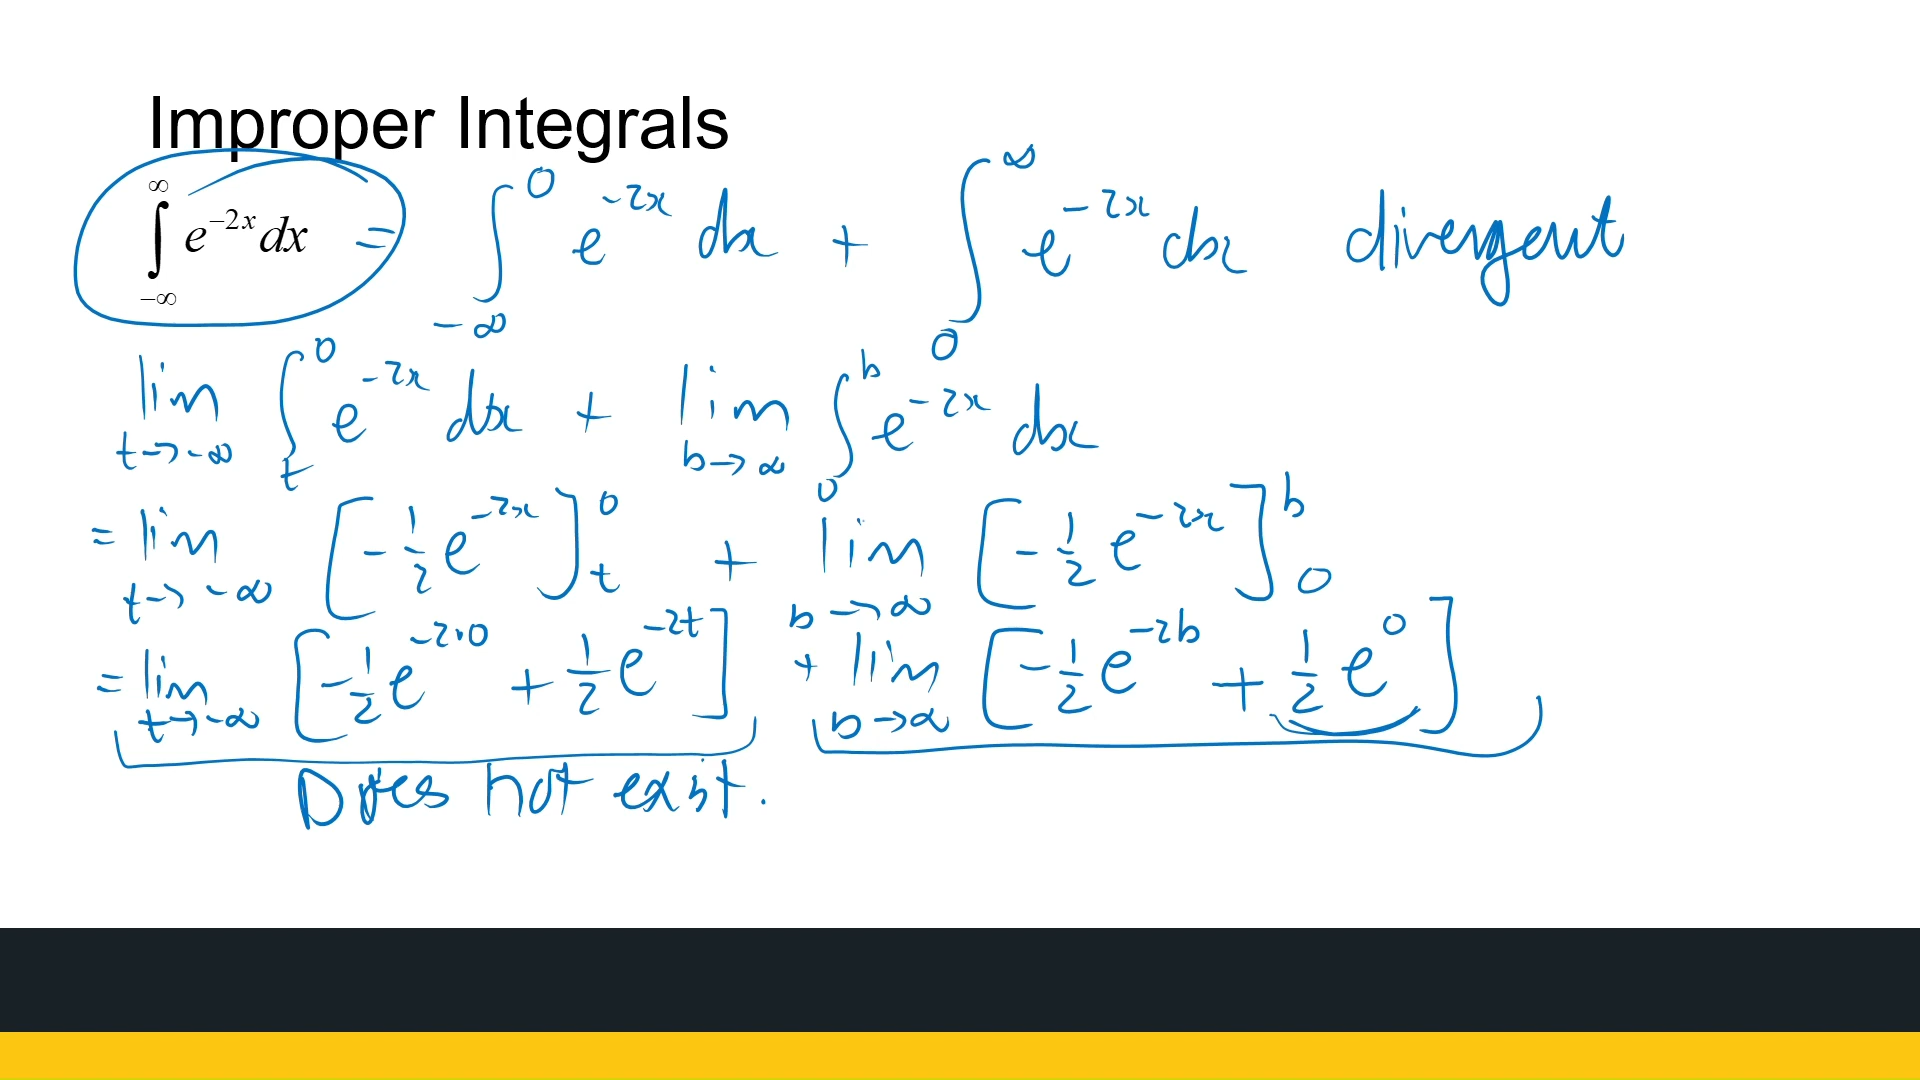 Improper Integrals
∫_{-∞}^{∞} e^{-2x} dx = ∫_{-∞}^{0} e^{-2x} dx + ∫_{0}^{∞} e^{-2x} dx divergent
lim_{t→-∞} ∫_{t}^{0} e^{-2x} dx + lim_{b→∞} ∫_{0}^{b} e^{-2x} dx
= lim_{t→-∞} [-1/2 e^{-2x}]_{t}^{0} + lim_{b→∞} [-1/2 e^{-2x}]_{0}^{b}
= lim_{t→-∞} [-1/2 e^{-2·0} + 1/2 e^{-2t}] + lim_{b→∞} [-1/2 e^{-2b} + 1/2 e^{0}]
Does not exist.